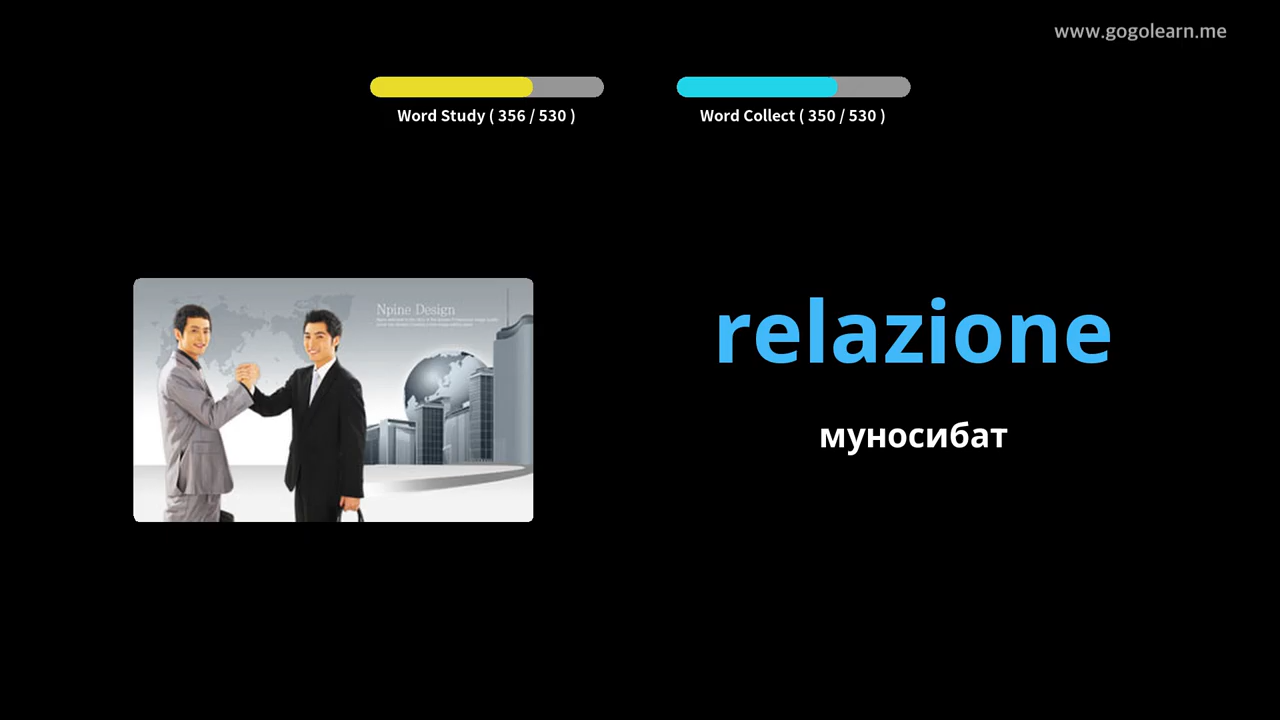 www.gogolearn.me
Word Study ( 356 / 530 )
Word Collect ( 350 / 530 )
Npine Design
relazione
муносибат